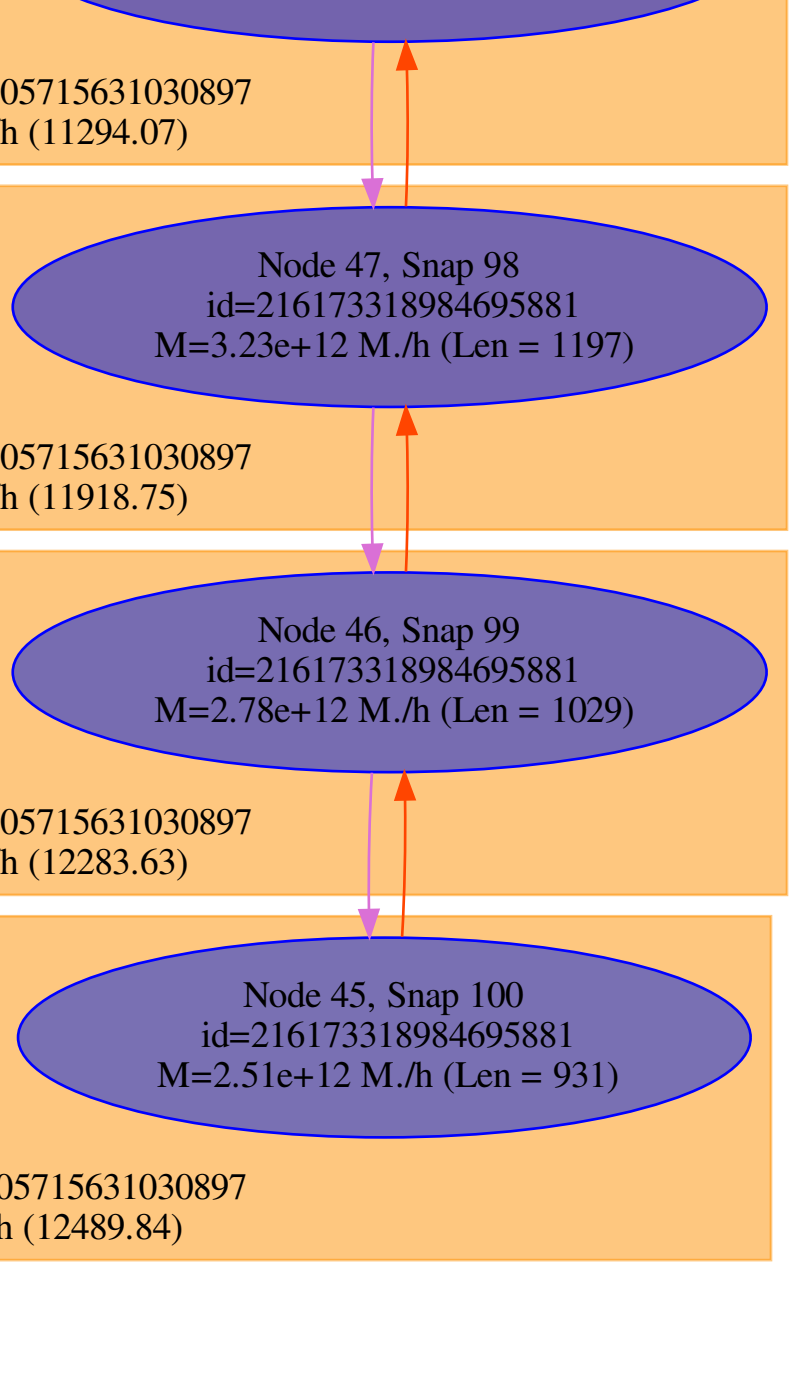 05715631030897
h (11294.07)
Node 47, Snap 98
id=216173318984695881
M=3.23e+12 M./h (Len = 1197)
05715631030897
h (11918.75)
Node 46, Snap 99
id=216173318984695881
M=2.78e+12 M./h (Len = 1029)
05715631030897
h (12283.63)
Node 45, Snap 100
id=216173318984695881
M=2.51e+12 M./h (Len = 931)
05715631030897
h (12489.84)